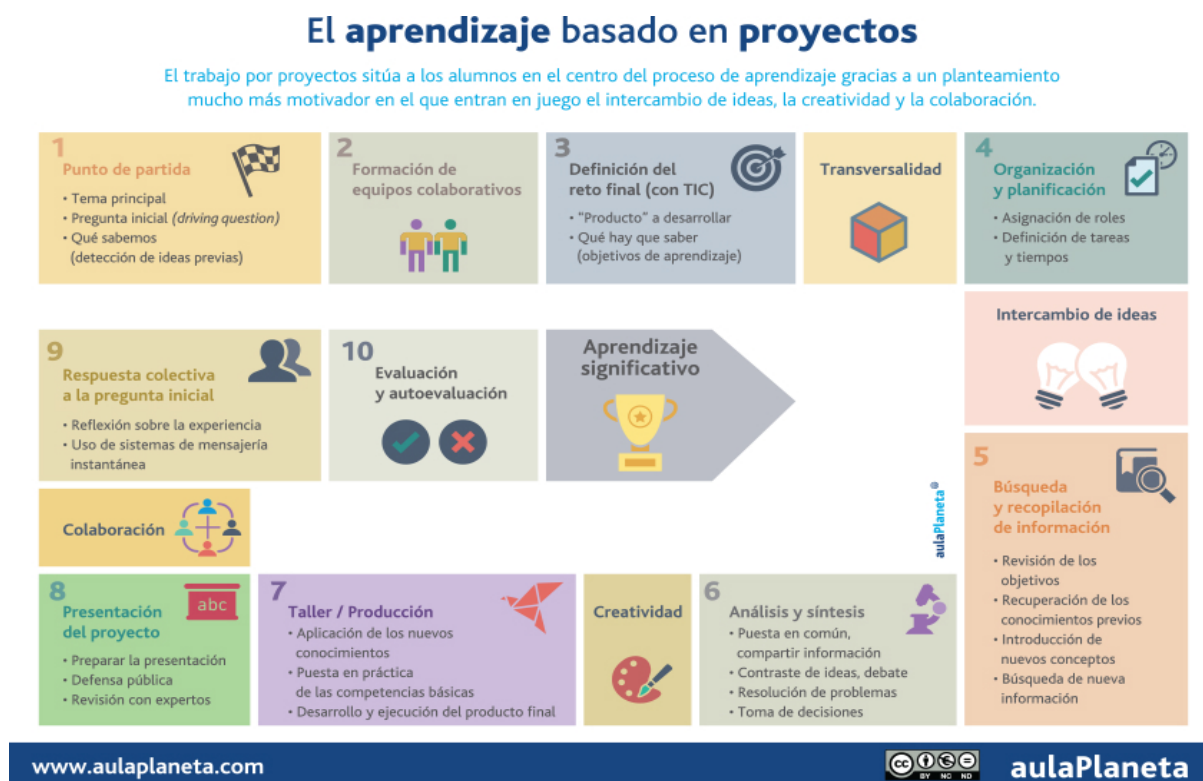 El aprendizaje basado en proyectos
El trabajo por proyectos sitúa a los alumnos en el centro del proceso de aprendizaje gracias a un planteamiento
mucho más motivador en el que entran en juego el intercambio de ideas, la creatividad y la colaboración.
1
Punto de partida
• Tema principal
• Pregunta inicial (driving question)
• Qué sabemos
(detección de ideas previas)
2
Formación de
equipos colaborativos
3
Definición del
reto final (con TIC)
• "Producto" a desarrollar
• Qué hay que saber
(objetivos de aprendizaje)
Transversalidad
4
Organización
y planificación
• Asignación de roles
• Definición de tareas
y tiempos
Intercambio de ideas
5
Búsqueda
y recopilación
de información
• Revisión de los
objetivos
• Recuperación de los
conocimientos previos
• Introducción de
nuevos conceptos
• Búsqueda de nueva
información
6
Análisis y síntesis
• Puesta en común,
compartir información
• Contraste de ideas, debate
• Resolución de problemas
• Toma de decisiones
Creatividad
7
Taller / Producción
• Aplicación de los nuevos
conocimientos
• Puesta en práctica
de las competencias básicas
• Desarrollo y ejecución del producto final
8
Presentación
del proyecto
abc
• Preparar la presentación
• Defensa pública
• Revisión con expertos
Colaboración
9
Respuesta colectiva
a la pregunta inicial
• Reflexión sobre la experiencia
• Uso de sistemas de mensajería
instantánea
10
Evaluación
y autoevaluación
Aprendizaje
significativo
aulaPlaneta
www.aulaplaneta.com
cc
BY NC ND
aulaPlaneta